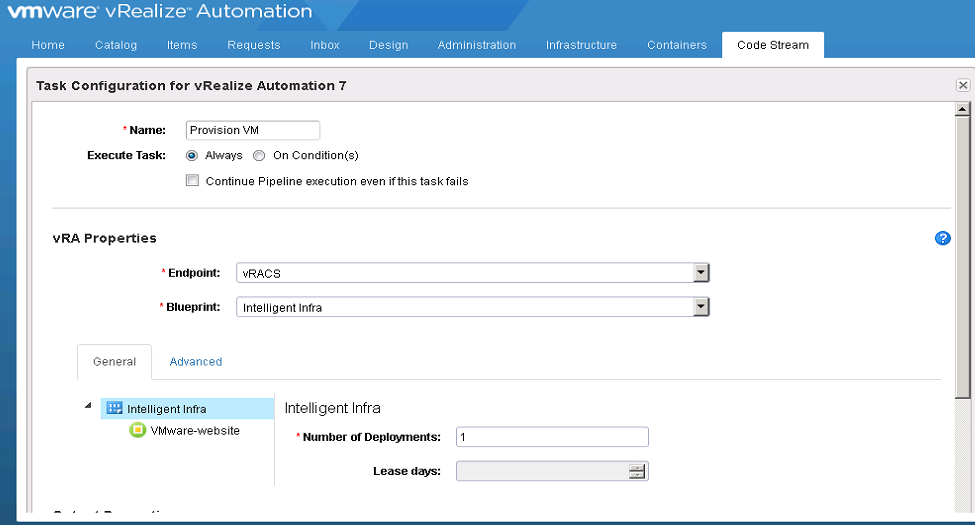 vmware vRealize™ Automation
Home Catalog Items Requests Inbox Design Administration Infrastructure Containers Code Stream
Task Configuration for vRealize Automation 7
* Name: Provision VM
Execute Task: Always On Condition(s)
Continue Pipeline execution even if this task fails
vRA Properties
?
* Endpoint: vRACS
* Blueprint: Intelligent Infra
General Advanced
Intelligent Infra
VMware-website
Intelligent Infra
* Number of Deployments: 1
Lease days: